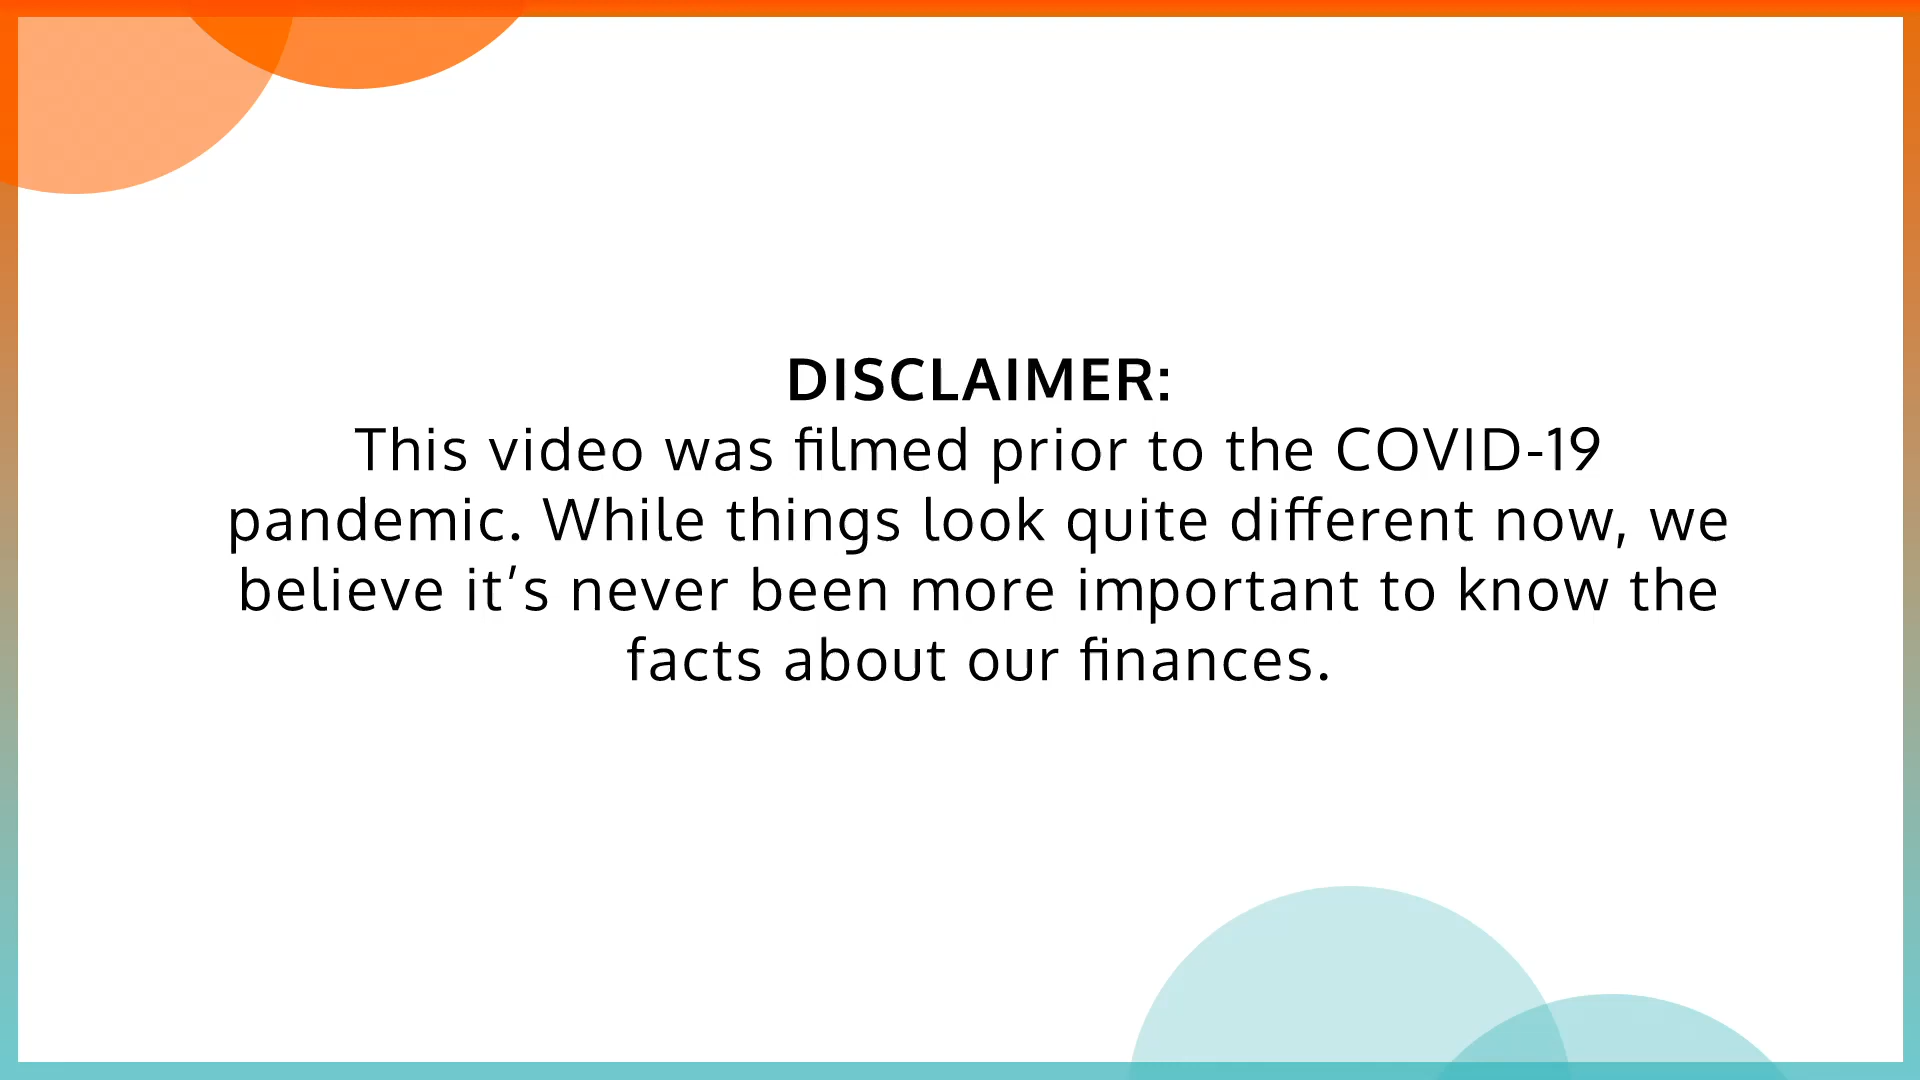 DISCLAIMER:
This video was filmed prior to the COVID-19
pandemic. While things look quite different now, we
believe it’s never been more important to know the
facts about our finances.